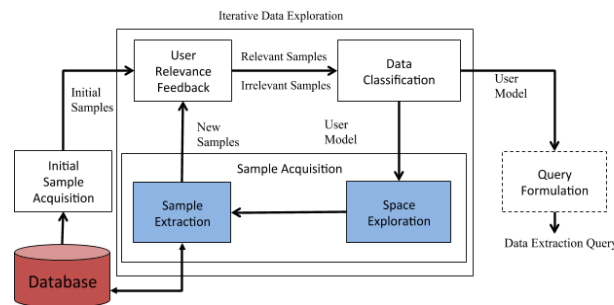 Iterative Data Exploration
User
Relevance
Feedback
Relevant Samples
Irrelevant Samples
Data
Classification
Initial
Samples
User
Model
New
Samples
User
Model
Initial
Sample
Acquisition
Sample Acquisition
Query
Formulation
Sample
Extraction
Space
Exploration
Data Extraction Query
Database